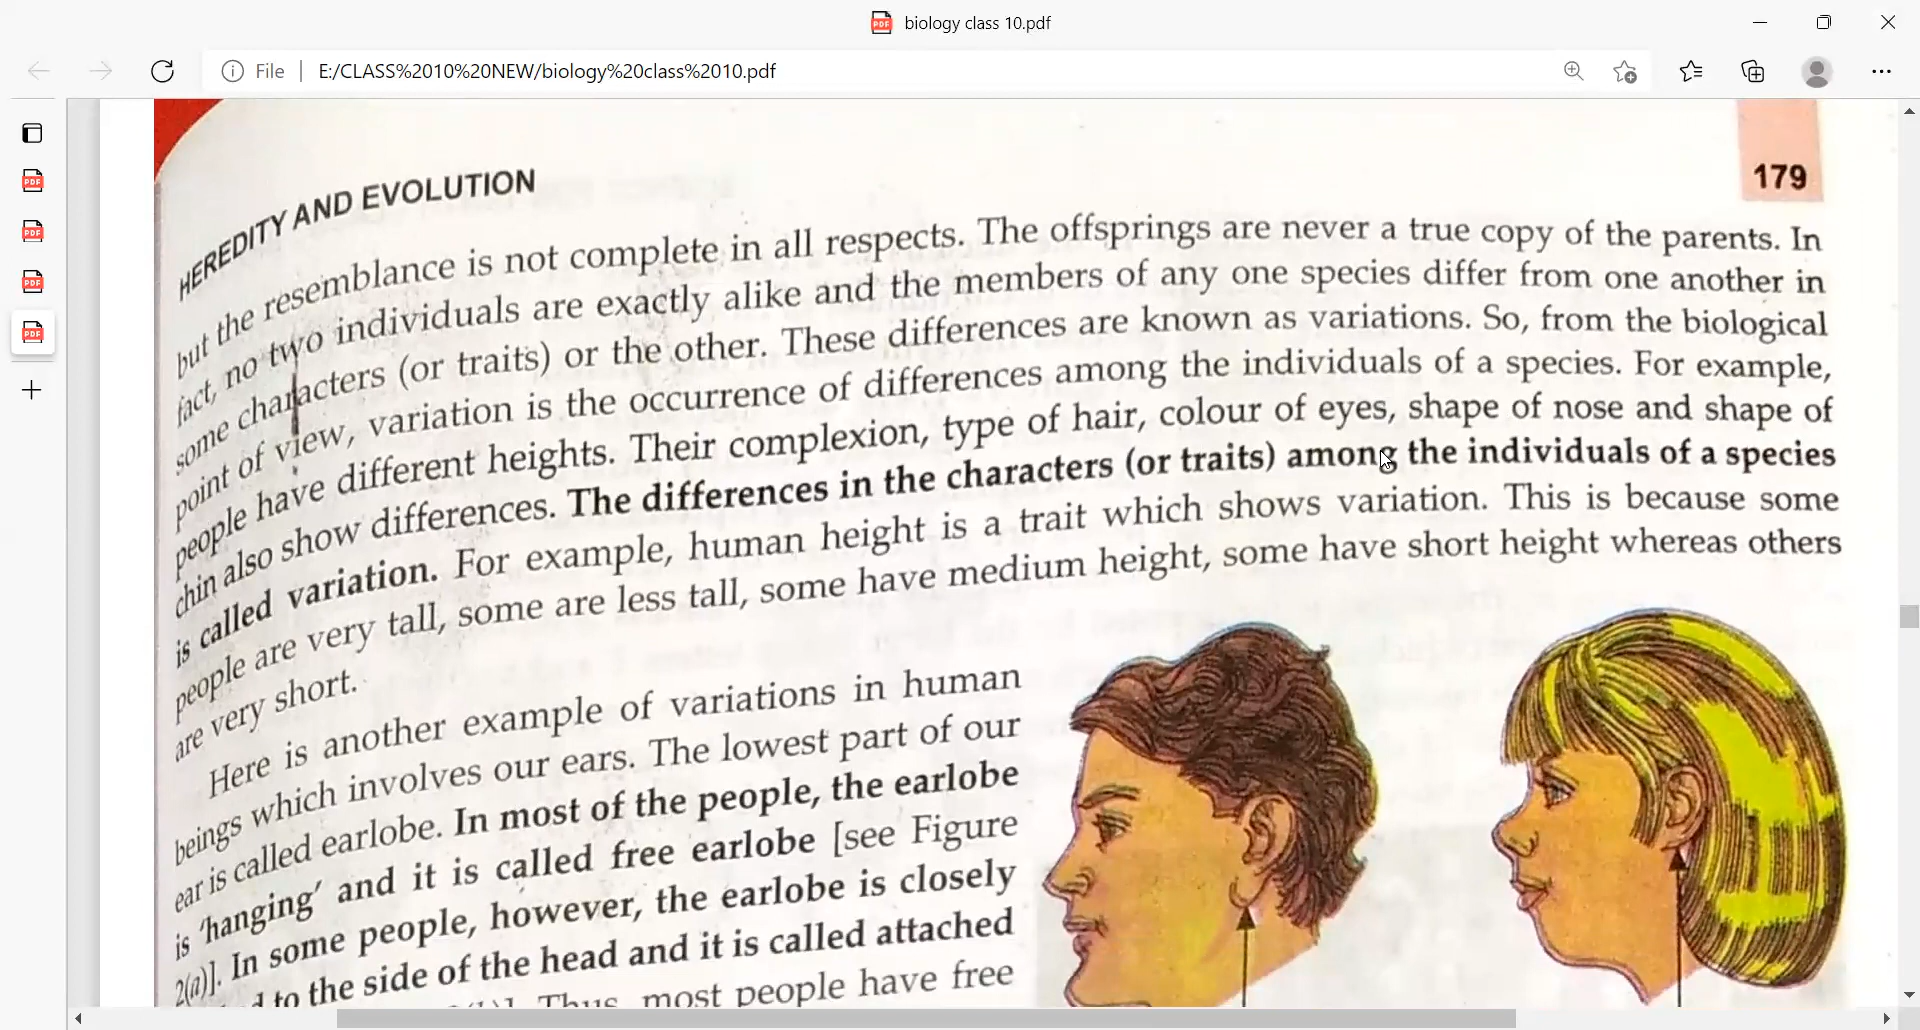 biology class 10.pdf
File | E:/CLASS%2010%20NEW/biology%20class%2010.pdf
HEREDITY AND EVOLUTION
179
but the resemblance is not complete in all respects. The offsprings are never a true copy of the parents. In
fact, no two individuals are exactly alike and the members of any one species differ from one another in
some characters (or traits) or the other. These differences are known as variations. So, from the biological
point of view, variation is the occurrence of differences among the individuals of a species. For example,
people have different heights. Their complexion, type of hair, colour of eyes, shape of nose and shape of
chin also show differences. The differences in the characters (or traits) among the individuals of a species
is called variation. For example, human height is a trait which shows variation. This is because some
people are very tall, some are less tall, some have medium height, some have short height whereas others
are very short.
Here is another example of variations in human
beings which involves our ears. The lowest part of our
ear is called earlobe. In most of the people, the earlobe
is 'hanging' and it is called free earlobe [see Figure
2(a)]. In some people, however, the earlobe is closely
to the side of the head and it is called attached
Thus, most people have free